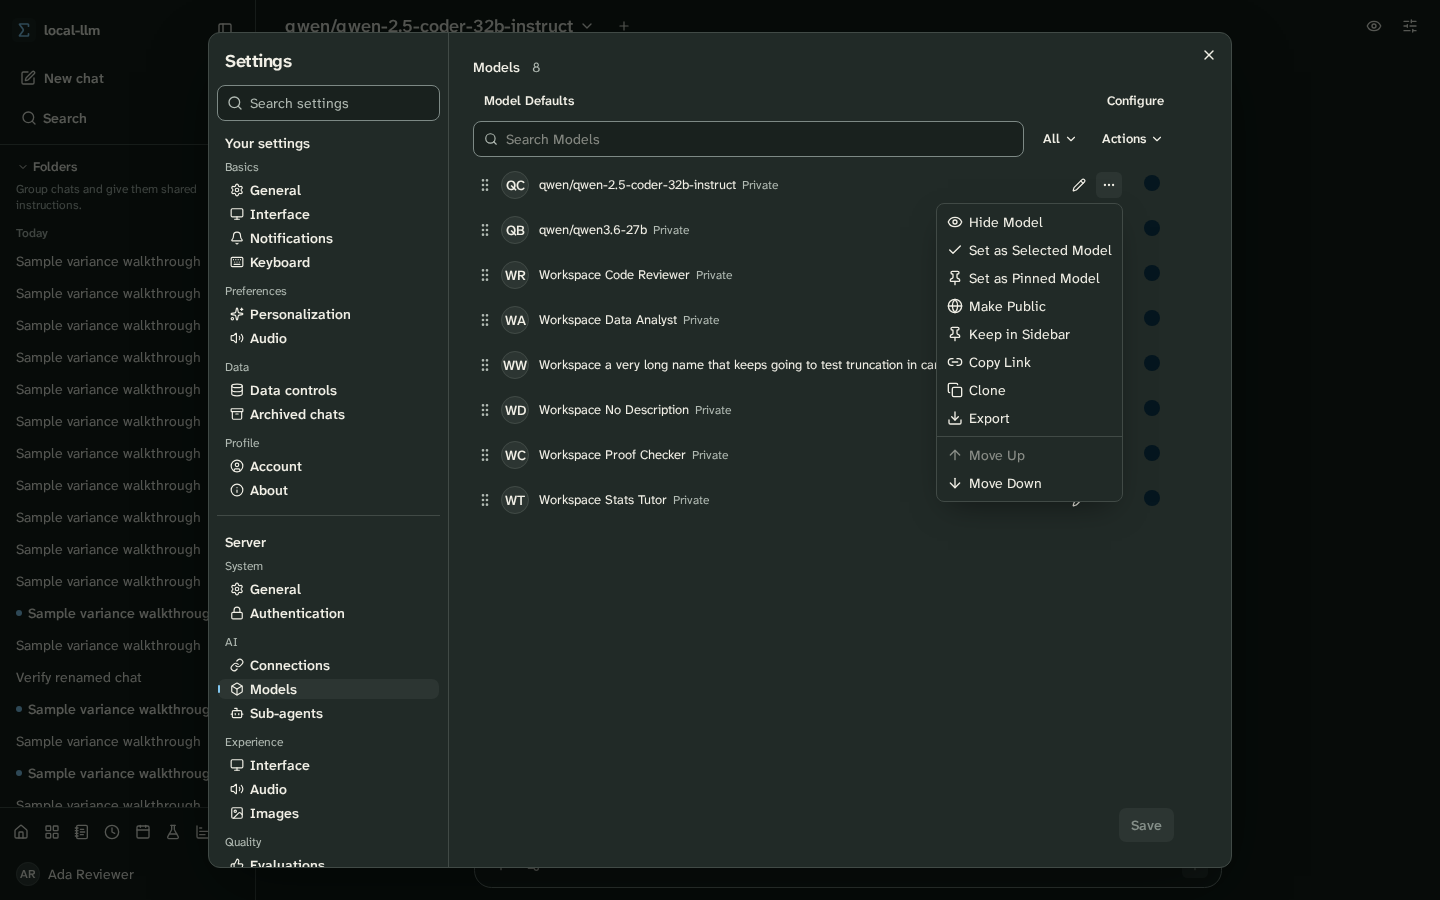 local-llm
qwen/qwen-2.5-coder-32b-instruct
New chat
Search
Folders
Group chats and give them shared
instructions.
Today
Sample variance walkthrough
Sample variance walkthrough
Sample variance walkthrough
Sample variance walkthrough
Sample variance walkthrough
Sample variance walkthrough
Sample variance walkthrough
Sample variance walkthrough
Sample variance walkthrough
Sample variance walkthrough
Sample variance walkthrough
Sample variance walkthroug
Sample variance walkthrough
Verify renamed chat
Sample variance walkthroug
Sample variance walkthrough
Sample variance walkthroug
Sample variance walkthrough
AR Ada Reviewer
Settings
Search settings
Your settings
Basics
General
Interface
Notifications
Keyboard
Preferences
Personalization
Audio
Data
Data controls
Archived chats
Profile
Account
About
Server
System
General
Authentication
AI
Connections
Models
Sub-agents
Experience
Interface
Audio
Images
Quality
Evaluations
Models 8
Model Defaults Configure
Search Models All Actions
QC qwen/qwen-2.5-coder-32b-instruct Private
QB qwen/qwen3.6-27b Private
WR Workspace Code Reviewer Private
WA Workspace Data Analyst Private
WW Workspace a very long name that keeps going to test truncation in car
WD Workspace No Description Private
WC Workspace Proof Checker Private
WT Workspace Stats Tutor Private
Hide Model
Set as Selected Model
Set as Pinned Model
Make Public
Keep in Sidebar
Copy Link
Clone
Export
Move Up
Move Down
Save